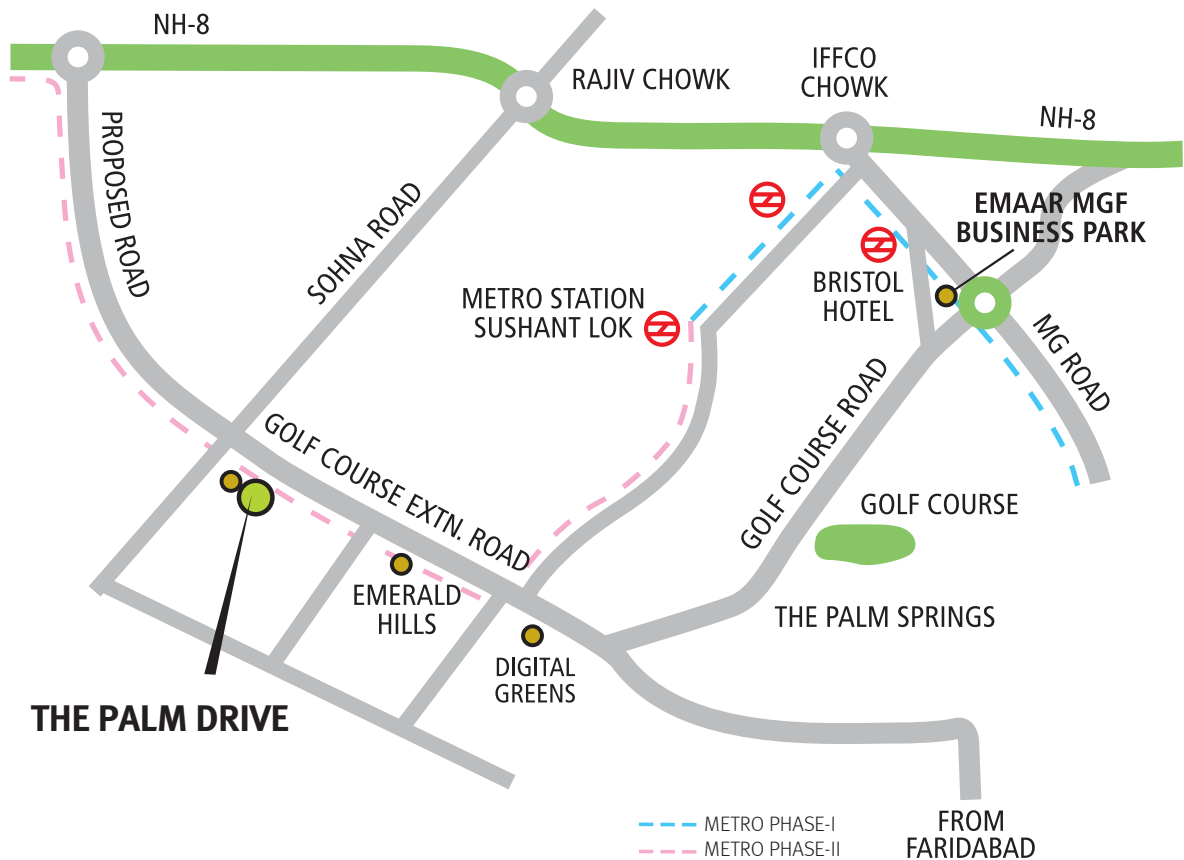 NH-8
RAJIV CHOWK
IFFCO
CHOWK
NH-8
PROPOSED ROAD
SOHNA ROAD
EMAAR MGF
BUSINESS PARK
METRO STATION
SUSHANT LOK
BRISTOL
HOTEL
MG ROAD
GOLF COURSE EXTN. ROAD
GOLF COURSE ROAD
GOLF COURSE
EMERALD
HILLS
THE PALM SPRINGS
DIGITAL
GREENS
THE PALM DRIVE
METRO PHASE-I
METRO PHASE-II
FROM
FARIDABAD